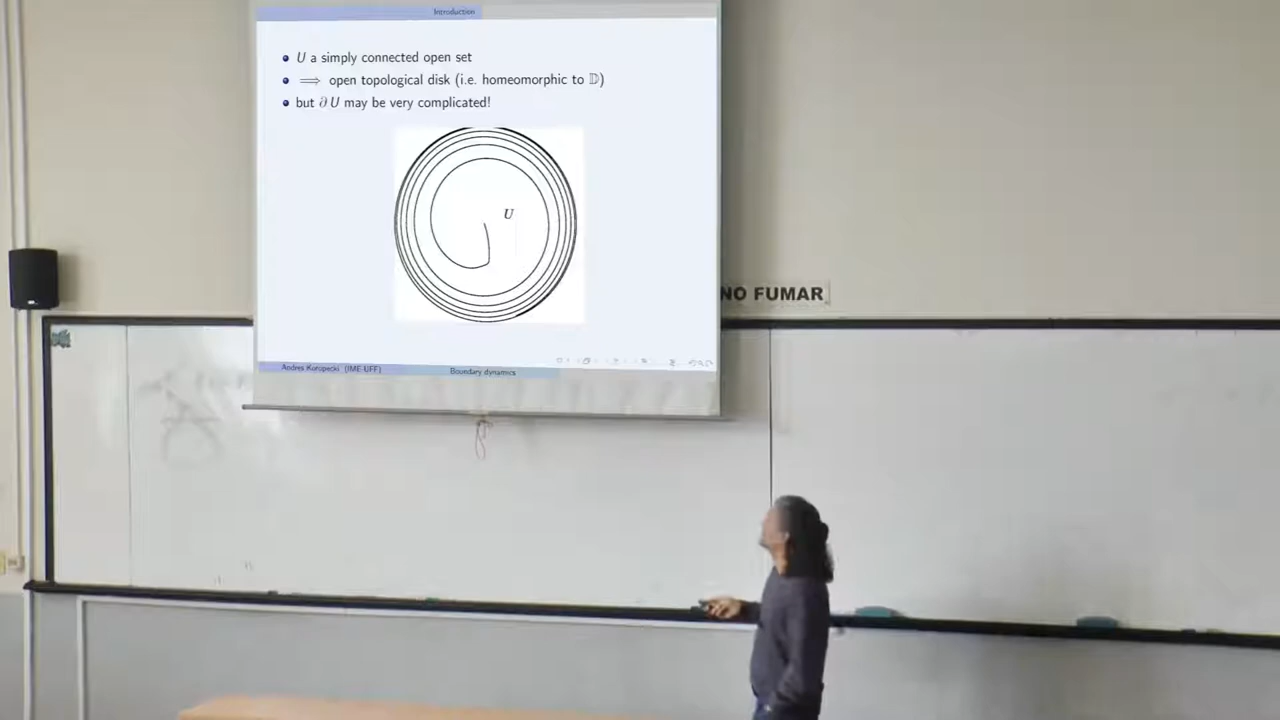 Introduction
U a simply connected open set
⟹ open topological disk (i.e. homeomorphic to 𝔻)
but ∂U may be very complicated!
U
NO FUMAR
Andres Koropecki (IME-UFF)
Boundary dynamics